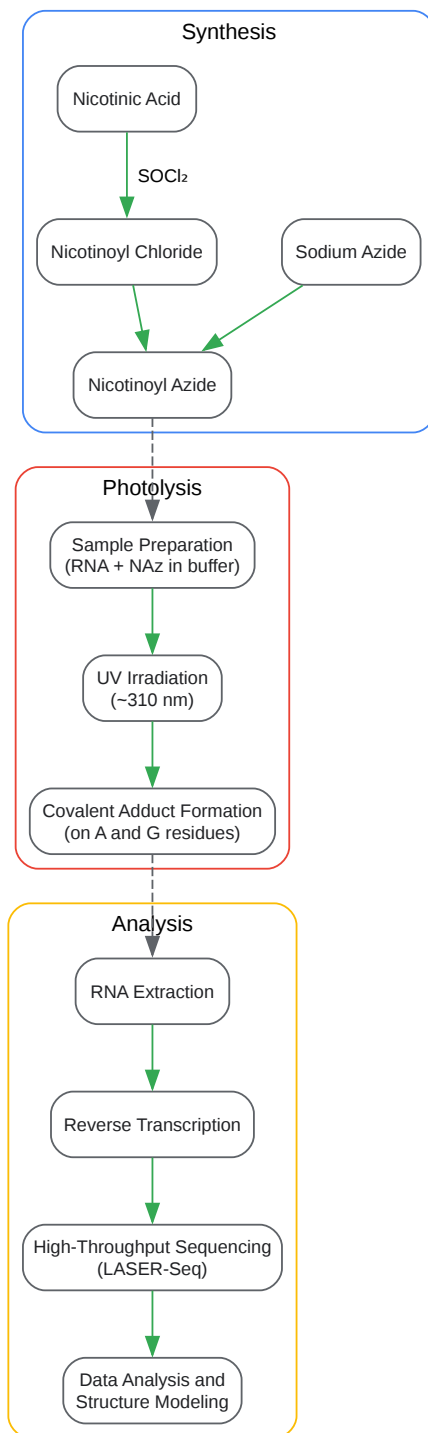 Synthesis
Nicotinic Acid
SOCl₂
Nicotinoyl Chloride
Sodium Azide
Nicotinoyl Azide
Photolysis
Sample Preparation
(RNA + NAz in buffer)
UV Irradiation
(~310 nm)
Covalent Adduct Formation
(on A and G residues)
Analysis
RNA Extraction
Reverse Transcription
High-Throughput Sequencing
(LASER-Seq)
Data Analysis and
Structure Modeling